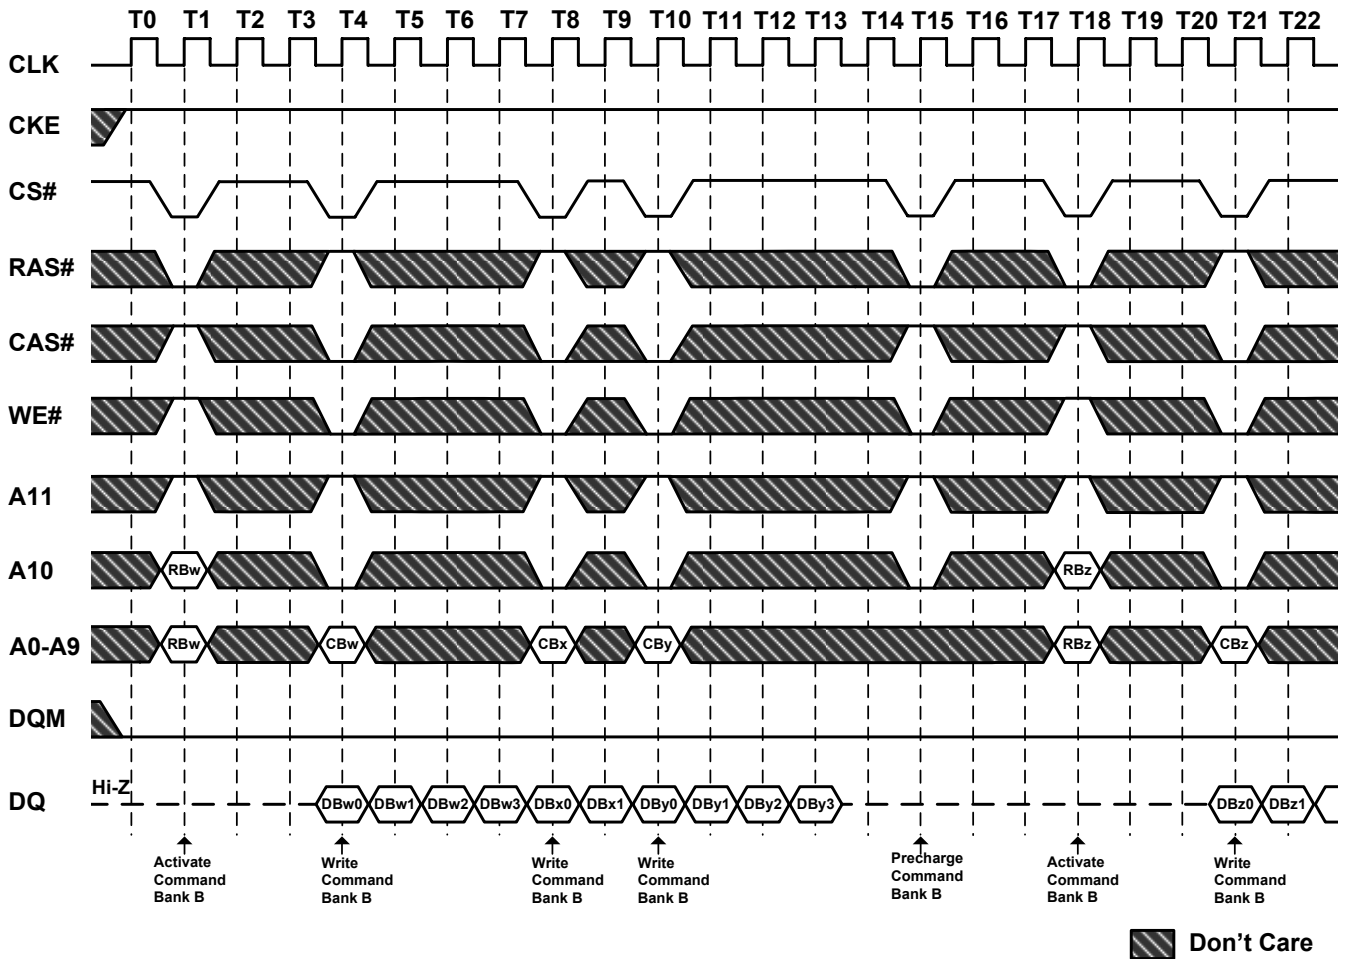 T0 T1 T2 T3 T4 T5 T6 T7 T8 T9 T10 T11 T12 T13 T14 T15 T16 T17 T18 T19 T20 T21 T22
CLK
CKE
CS#
RAS#
CAS#
WE#
A11
A10 RBw RBz
A0-A9 RBw CBw CBx CBy RBz CBz
DQM
Hi-Z
DQ DBw0 DBw1 DBw2 DBw3 DBx0 DBx1 DBy0 DBy1 DBy2 DBy3 DBz0 DBz1
Activate
Command
Bank B
Write
Command
Bank B
Write
Command
Bank B
Write
Command
Bank B
Precharge
Command
Bank B
Activate
Command
Bank B
Write
Command
Bank B
Don't Care